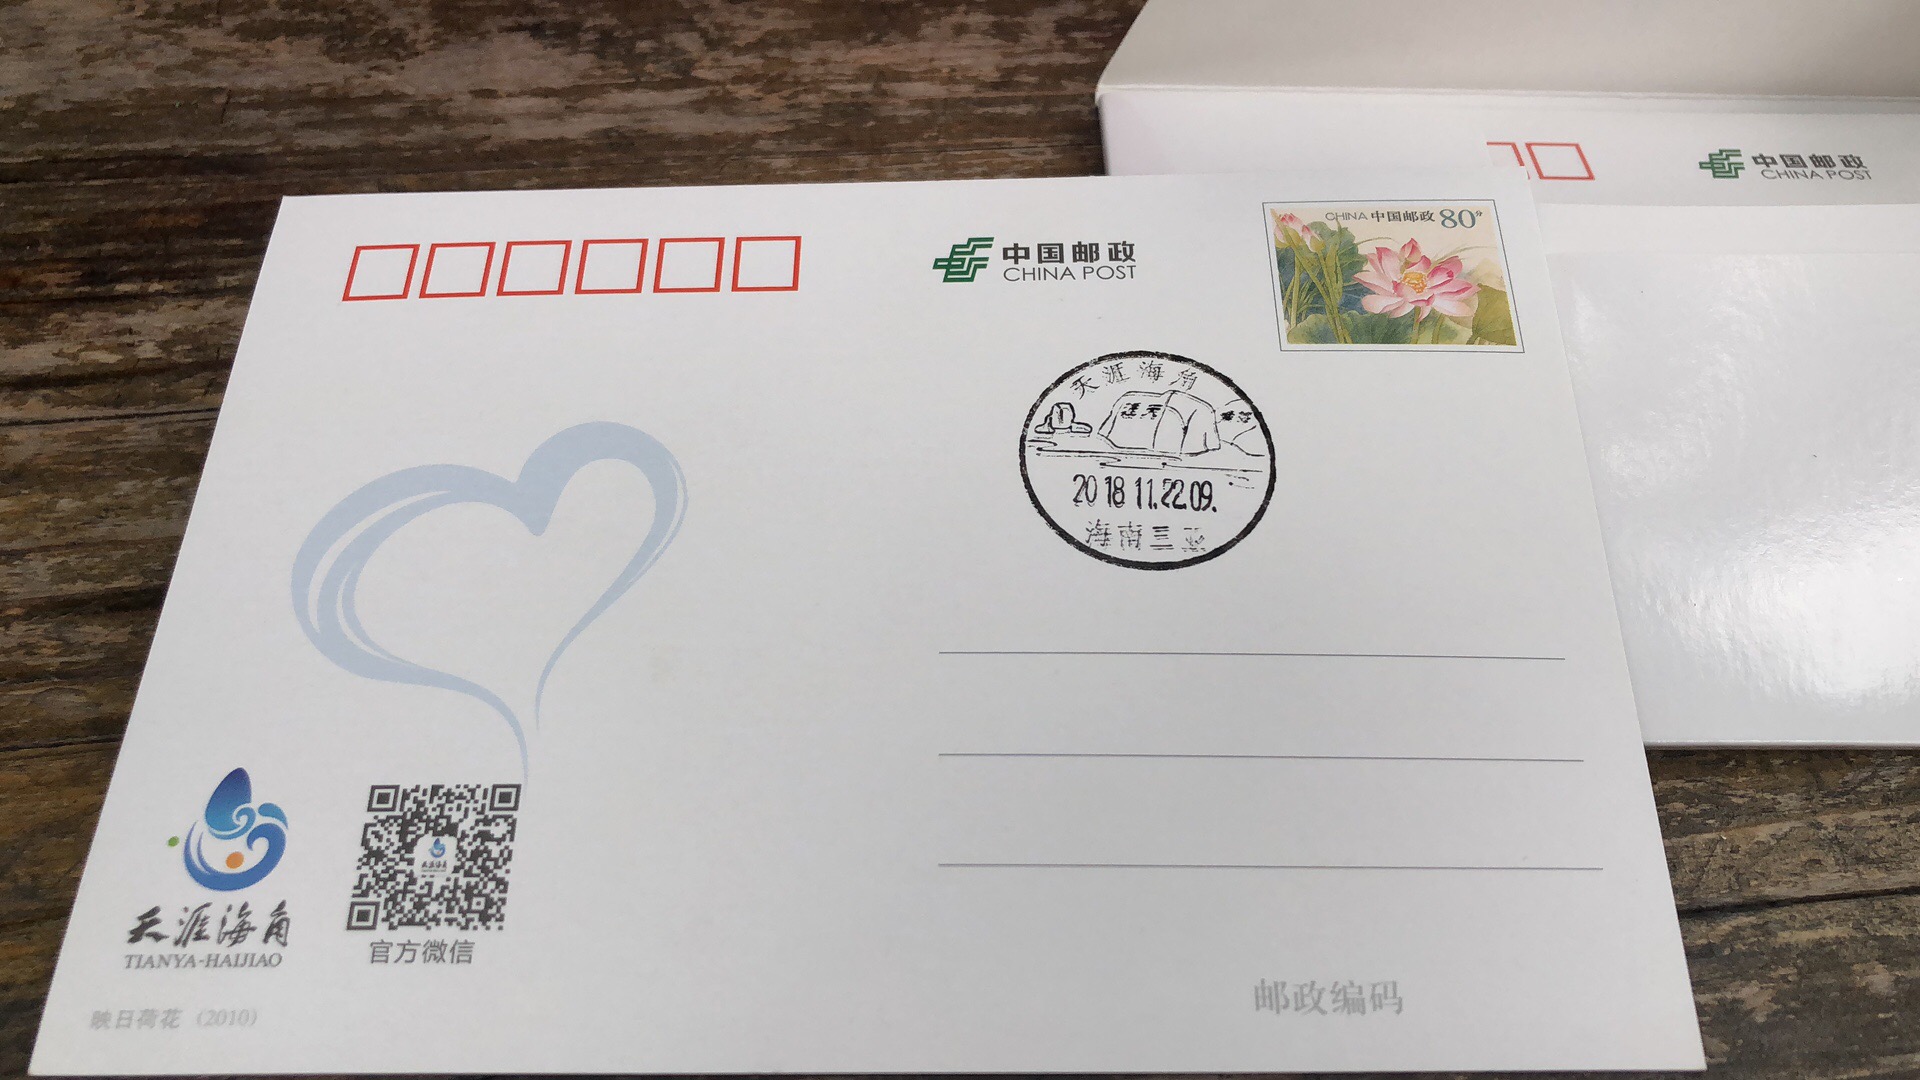 中国邮政
CHINA POST
中国邮政
CHINA POST
CHINA 中国邮政 80分
天涯海角
2018 11.22.09.
海南三亚
天涯海角
TIANYA-HAIJIAO
官方微信
映日荷花 (2010)
邮政编码